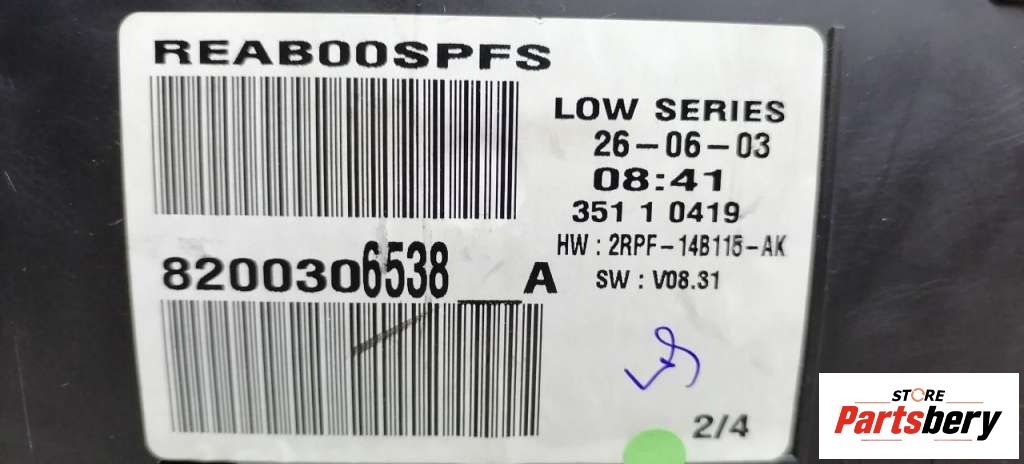 REAB00SPFS
LOW SERIES
26-06-03
08:41
351 1 0419
HW : 2RPF-14B115-AK
SW : V08.31
8200306538__A
2/4
STORE
Partsbery